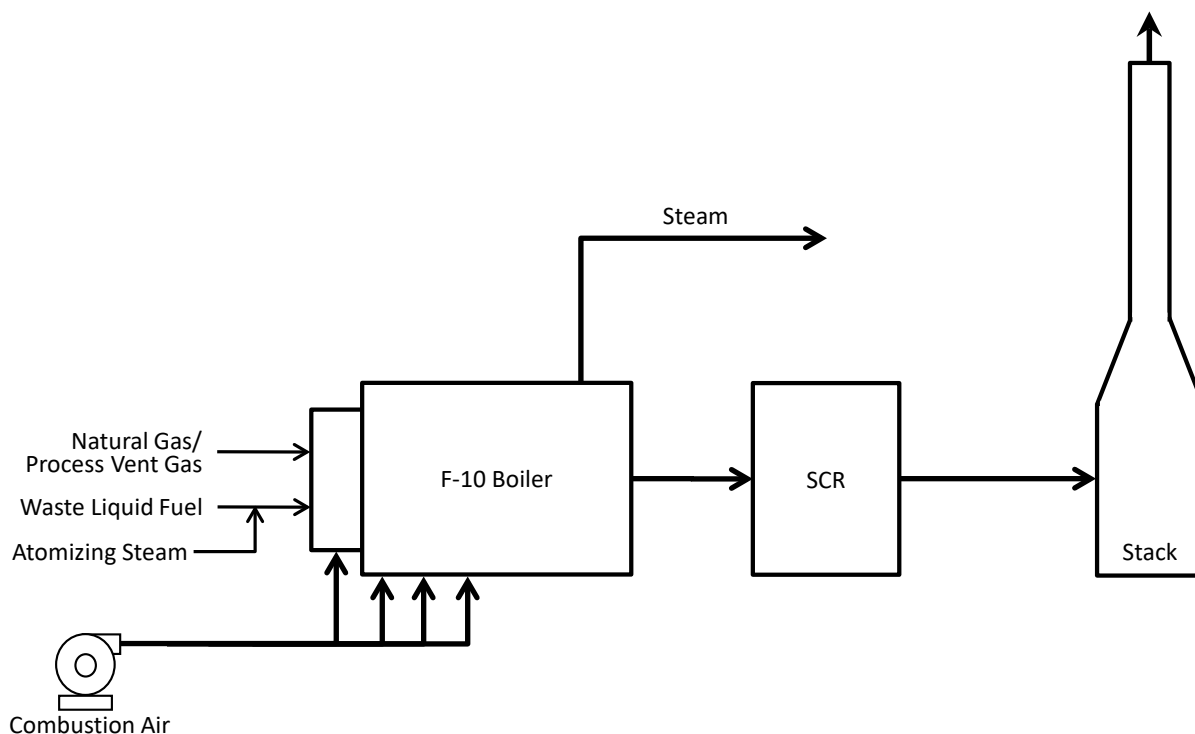 Steam
Natural Gas/
Process Vent Gas
F-10 Boiler
SCR
Waste Liquid Fuel
Atomizing Steam
Stack
Combustion Air